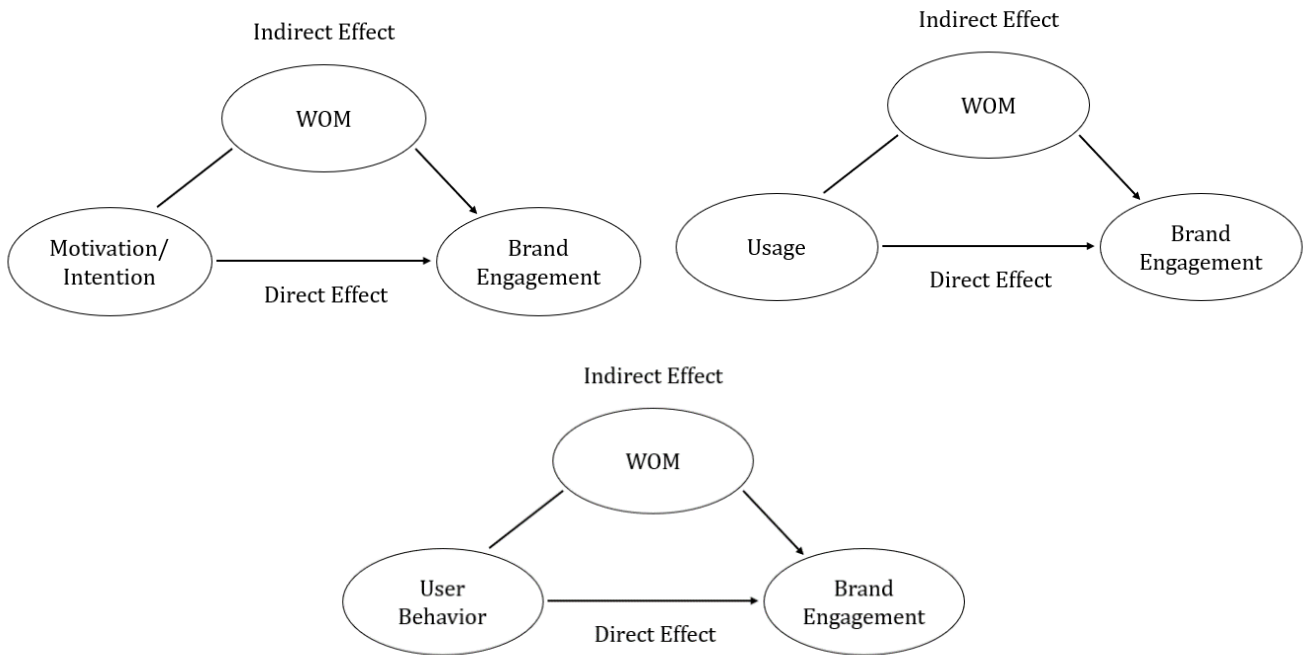 Indirect Effect
WOM
Motivation/
Intention
Brand
Engagement
Direct Effect
Indirect Effect
WOM
Usage
Brand
Engagement
Direct Effect
Indirect Effect
WOM
User
Behavior
Brand
Engagement
Direct Effect